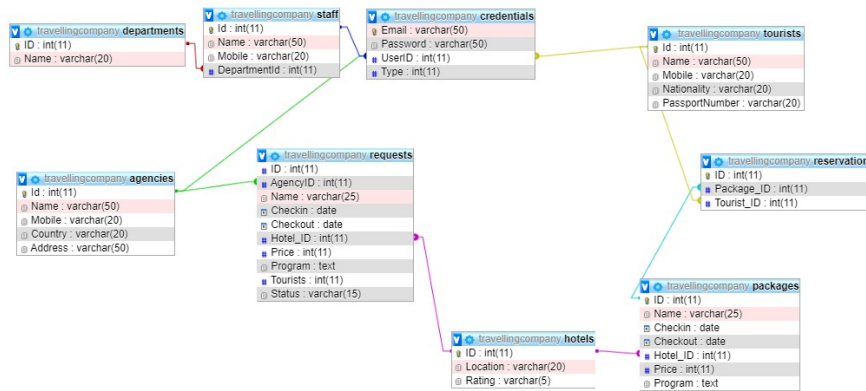 travellingcompany departments
ID : int(11)
Name : varchar(20)
travellingcompany staff
Id : int(11)
Name : varchar(50)
Mobile : varchar(20)
DepartmentId : int(11)
travellingcompany credentials
Email : varchar(50)
Password : varchar(50)
UserID : int(11)
Type : int(11)
travellingcompany tourists
Id : int(11)
Name : varchar(50)
Mobile : varchar(20)
Nationality : varchar(20)
PassportNumber : varchar(20)
travellingcompany agencies
Id : int(11)
Name : varchar(50)
Mobile : varchar(20)
Country : varchar(20)
Address : varchar(50)
travellingcompany requests
ID : int(11)
AgencyID : int(11)
Name : varchar(25)
Checkin : date
Checkout : date
Hotel_ID : int(11)
Price : int(11)
Program : text
Tourists : int(11)
Status : varchar(15)
travellingcompany reservation
ID : int(11)
Package_ID : int(11)
Tourist_ID : int(11)
travellingcompany hotels
ID : int(11)
Location : varchar(20)
Rating : varchar(5)
travellingcompany packages
ID : int(11)
Name : varchar(25)
Checkin : date
Checkout : date
Hotel_ID : int(11)
Price : int(11)
Program : text